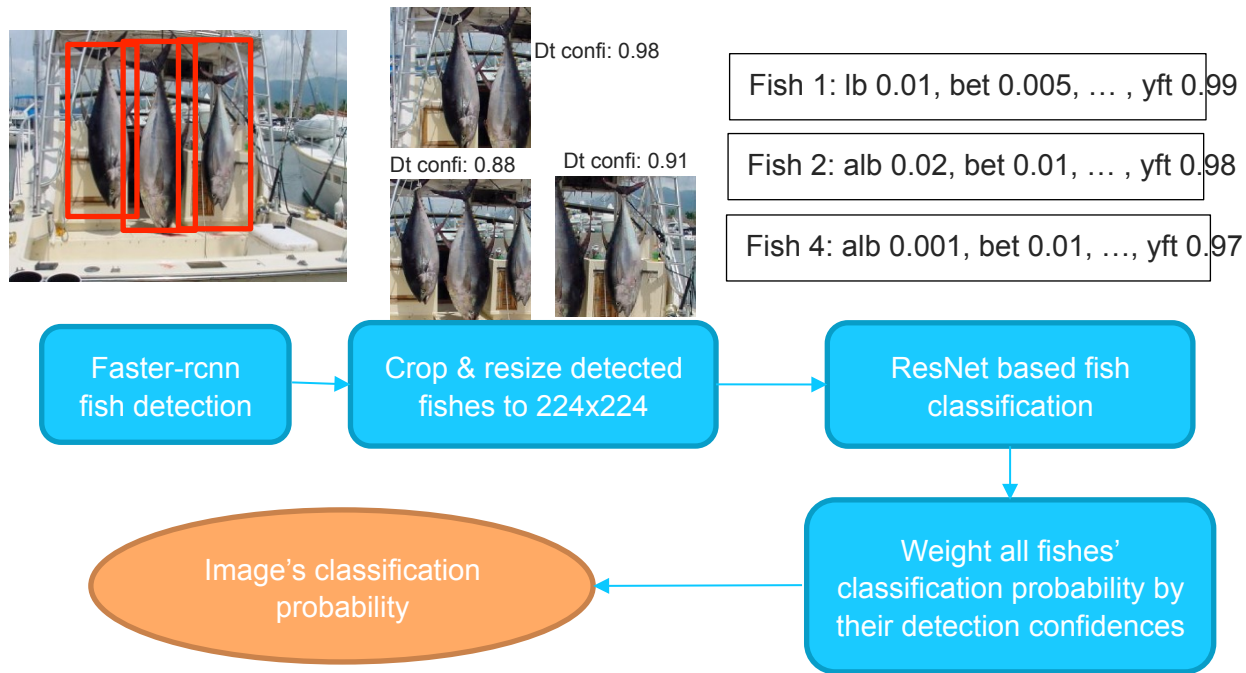 Dt confi: 0.98
Dt confi: 0.88
Dt confi: 0.91
Fish 1: lb 0.01, bet 0.005, … , yft 0.99
Fish 2: alb 0.02, bet 0.01, … , yft 0.98
Fish 4: alb 0.001, bet 0.01, …, yft 0.97
Faster-rcnn
fish detection
Crop & resize detected
fishes to 224x224
ResNet based fish
classification
Weight all fishes’
classification probability by
their detection confidences
Image’s classification
probability